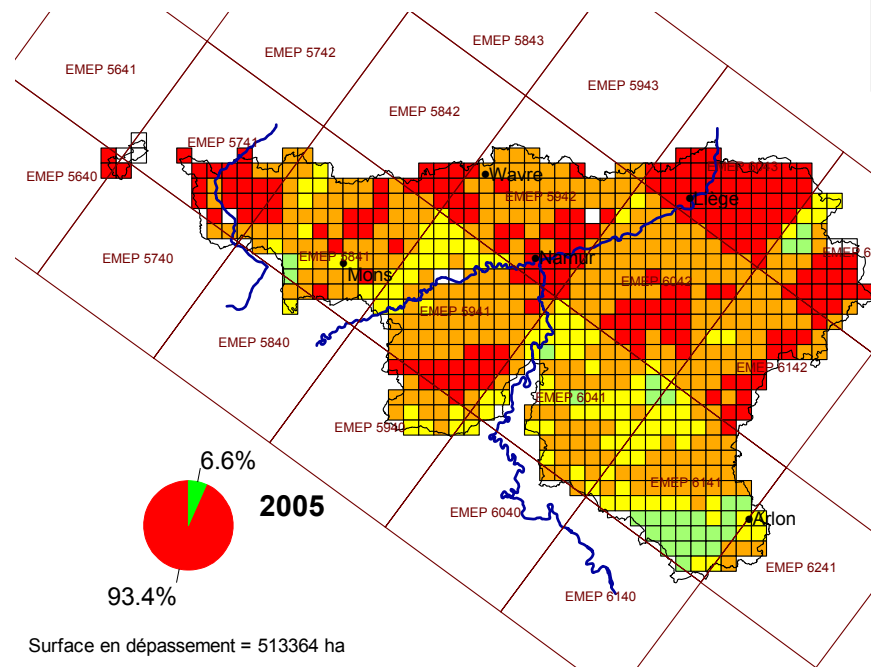 EMEP 5843
EMEP 5742
EMEP 5641
EMEP 5943
EMEP 5842
EMEP 5741
EMEP 5640
Wavre
EMEP 5942
Liège
EMEP 5740
EMEP 5841
Mons
Namur
EMEP 6042
EMEP 5941
EMEP 5840
EMEP 6142
EMEP 6041
EMEP 5940
6.6%
2005
EMEP 6141
EMEP 6040
Arlon
EMEP 6241
93.4%
EMEP 6140
Surface en dépassement = 513364 ha